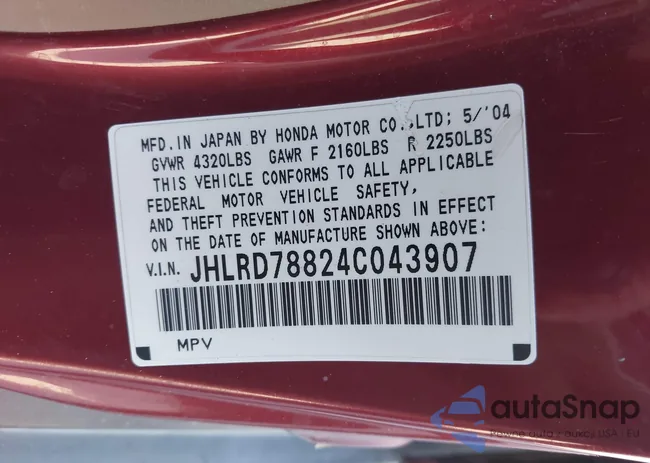 MFD. IN JAPAN BY HONDA MOTOR CO.,LTD; 5/'04
GVWR 4320LBS GAWR F 2160LBS R 2250LBS
THIS VEHICLE CONFORMS TO ALL APPLICABLE
FEDERAL MOTOR VEHICLE SAFETY,
AND THEFT PREVENTION STANDARDS IN EFFECT
ON THE DATE OF MANUFACTURE SHOWN ABOVE:
V.I.N. JHLRD78824C043907
MPV
autoSnap